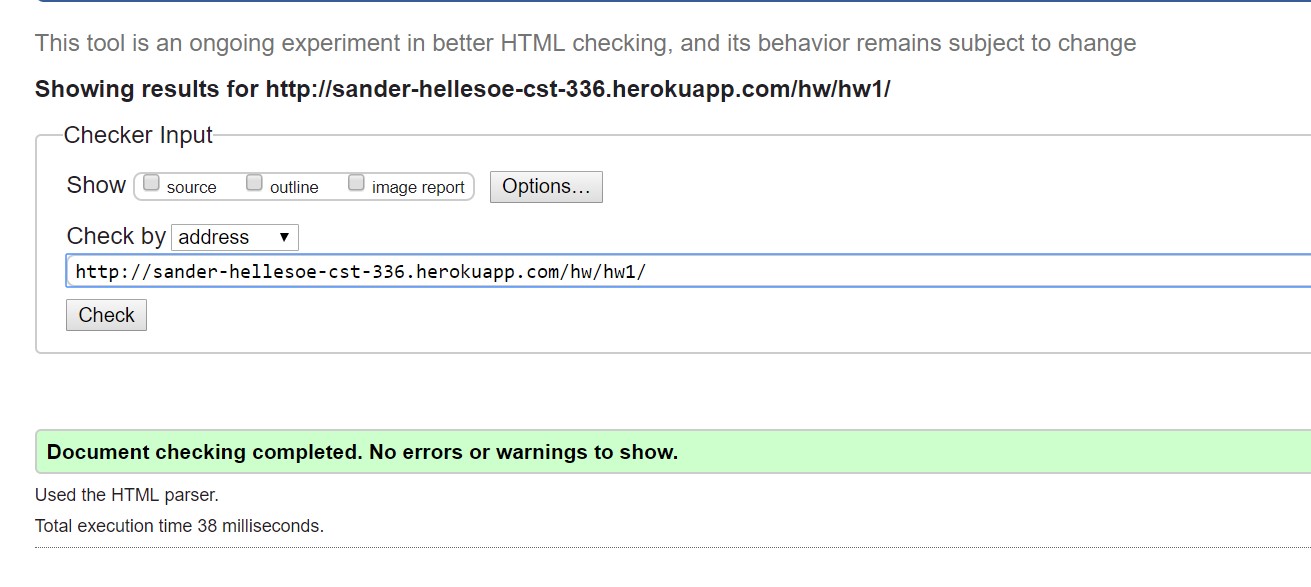 This tool is an ongoing experiment in better HTML checking, and its behavior remains subject to change
Showing results for http://sander-hellesoe-cst-336.herokuapp.com/hw/hw1/
Checker Input
Show source outline image report Options...
Check by address
http://sander-hellesoe-cst-336.herokuapp.com/hw/hw1/
Check
Document checking completed. No errors or warnings to show.
Used the HTML parser.
Total execution time 38 milliseconds.